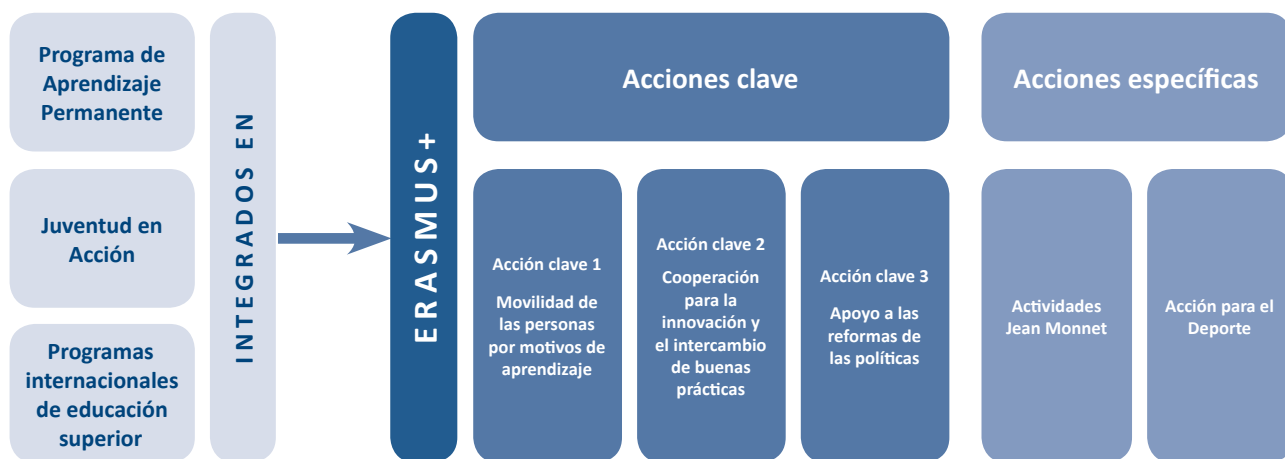 Programa de
Aprendizaje
Permanente
Juventud en
Acción
Programas
internacionales
de educación
superior
INTEGRADOS EN
ERASMUS+
Acciones clave
Acción clave 1
Movilidad de
las personas
por motivos de
aprendizaje
Acción clave 2
Cooperación
para la
innovación y
el intercambio
de buenas
prácticas
Acción clave 3
Apoyo a las
reformas de
las políticas
Acciones específicas
Actividades
Jean Monnet
Acción para el
Deporte